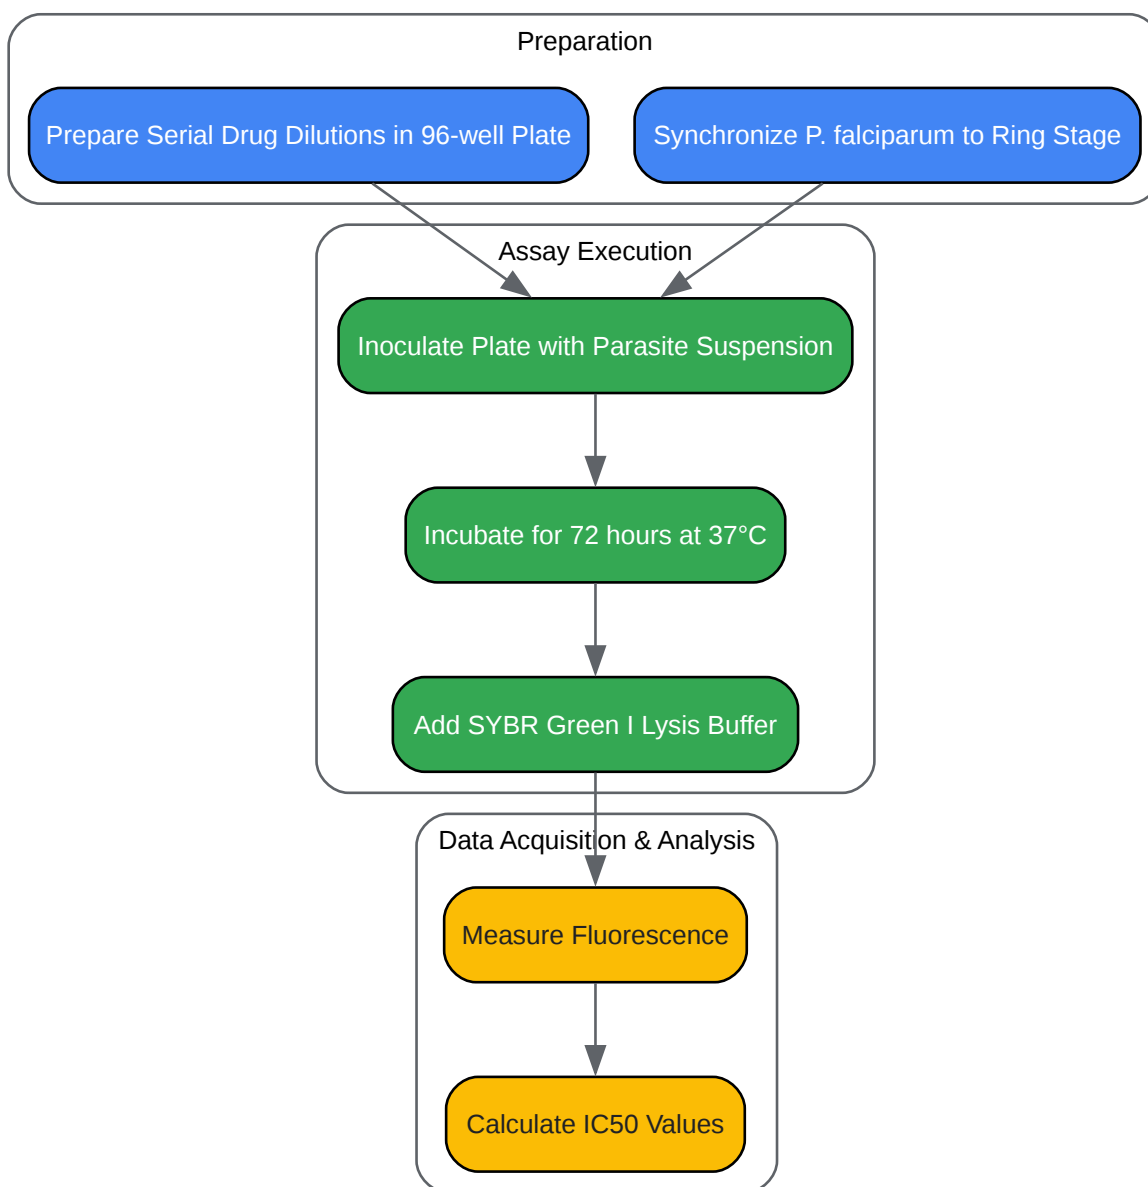 Preparation
Prepare Serial Drug Dilutions in 96-well Plate
Synchronize P. falciparum to Ring Stage
Assay Execution
Inoculate Plate with Parasite Suspension
Incubate for 72 hours at 37°C
Add SYBR Green I Lysis Buffer
Data Acquisition & Analysis
Measure Fluorescence
Calculate IC50 Values